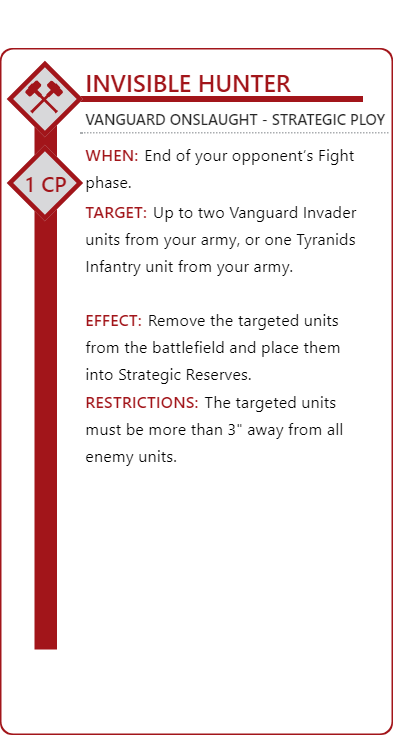 INVISIBLE HUNTER
VANGUARD ONSLAUGHT - STRATEGIC PLOY
1 CP
WHEN: End of your opponent’s Fight
phase.
TARGET: Up to two Vanguard Invader
units from your army, or one Tyranids
Infantry unit from your army.
EFFECT: Remove the targeted units
from the battlefield and place them
into Strategic Reserves.
RESTRICTIONS: The targeted units
must be more than 3" away from all
enemy units.